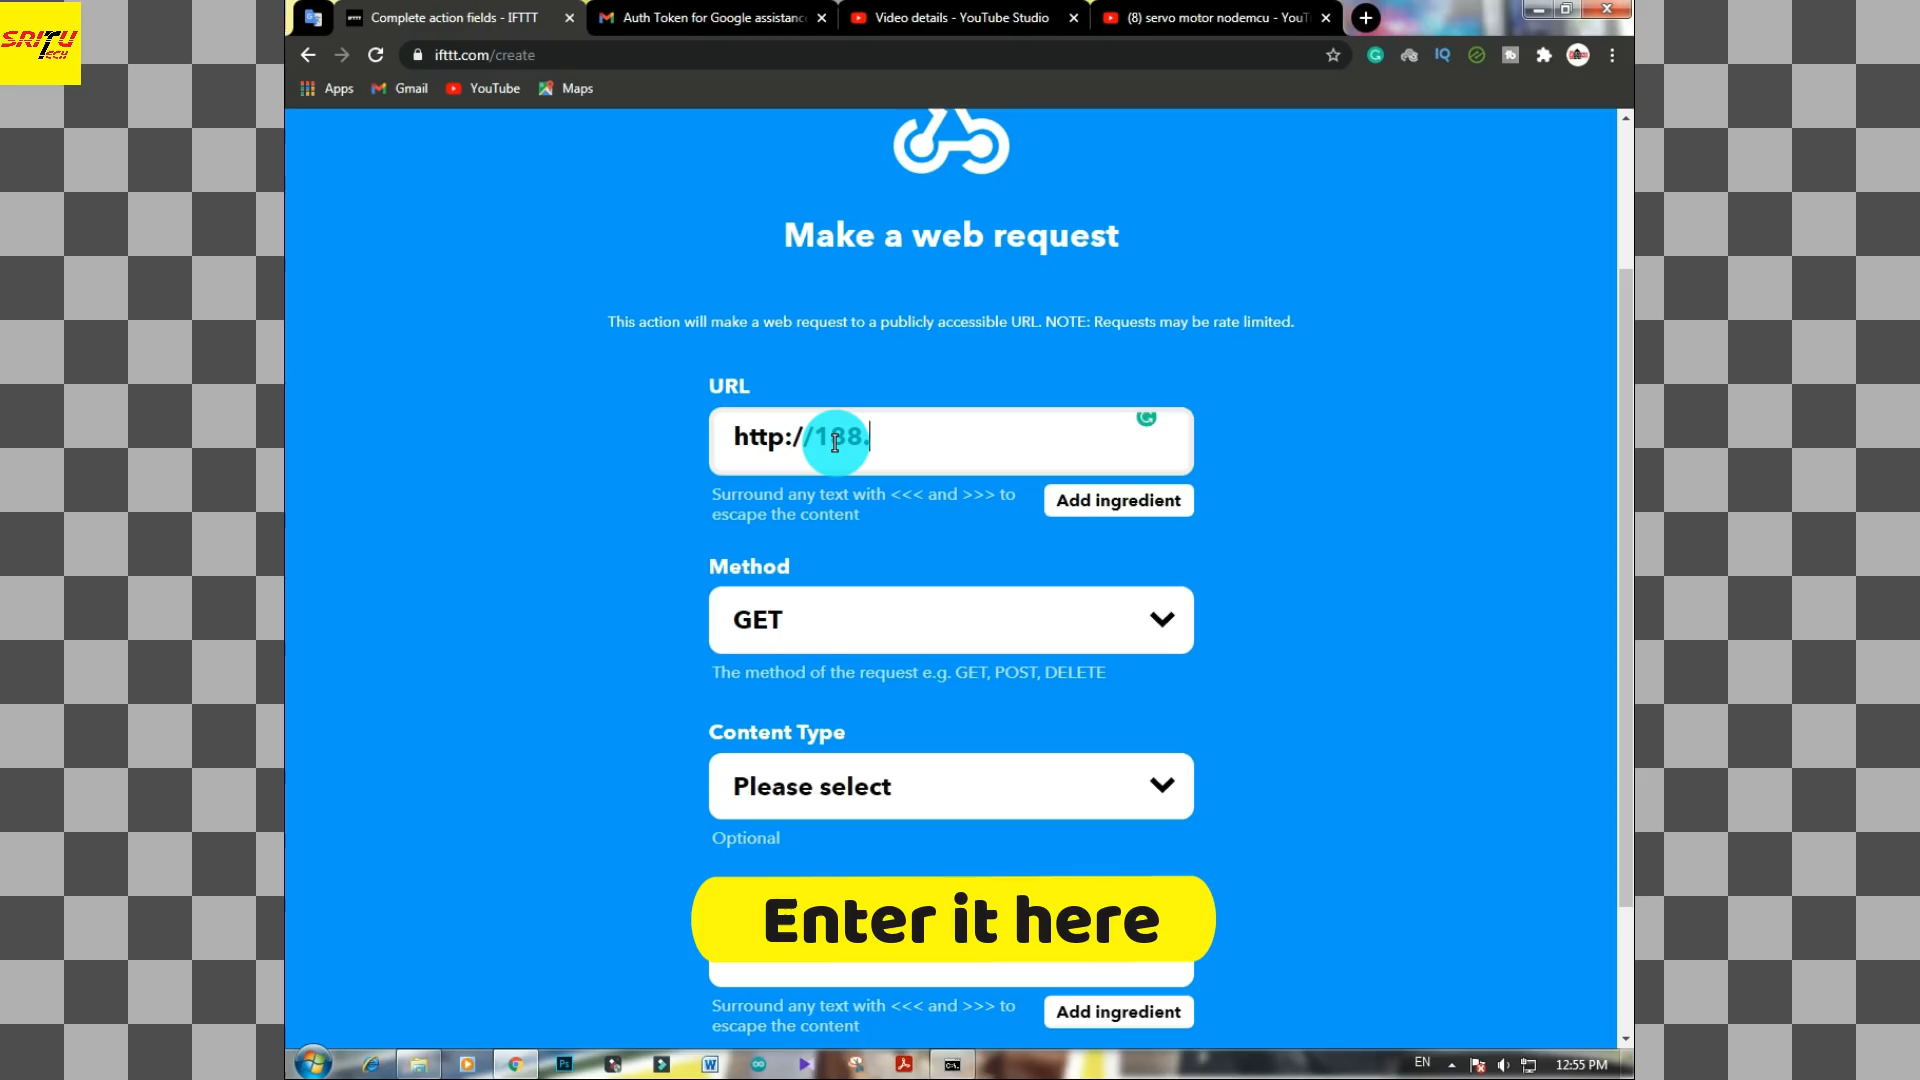 SRITU
TECH
Complete action fields - IFTTT
Auth Token for Google assistanc
Video details - YouTube Studio
(8) servo motor nodemcu - YouT
ifttt.com/create
Apps
Gmail
YouTube
Maps
Make a web request
This action will make a web request to a publicly accessible URL. NOTE: Requests may be rate limited.
URL
http://188.
Surround any text with <<< and >>> to
escape the content
Add ingredient
Method
GET
The method of the request e.g. GET, POST, DELETE
Content Type
Please select
Optional
Enter it here
Surround any text with <<< and >>> to
escape the content
Add ingredient
EN
12:55 PM